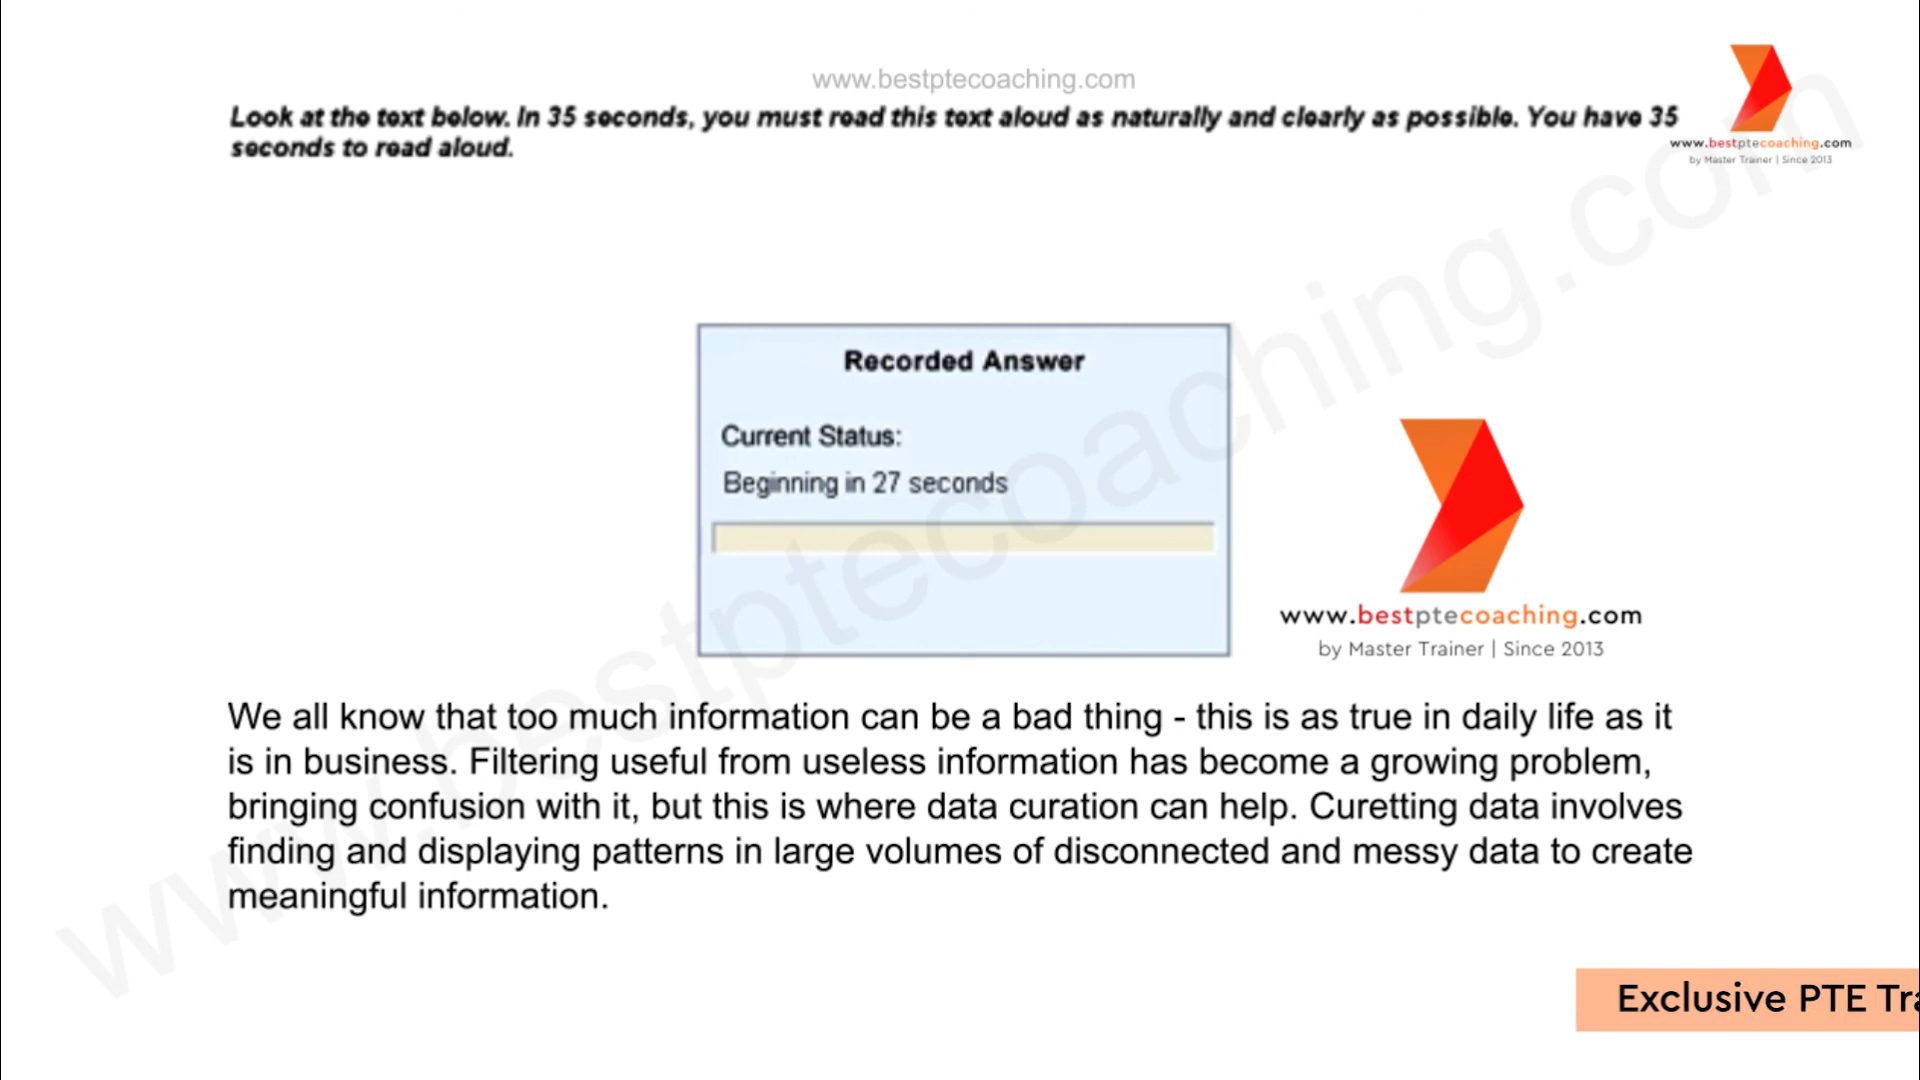 www.bestptecoaching.com
Look at the text below. In 35 seconds, you must read this text aloud as naturally and clearly as possible. You have 35
seconds to read aloud.
www.bestptecoaching.com
by Master Trainer | Since 2013
Recorded Answer
Current Status:
Beginning in 27 seconds
www.bestptecoaching.com
by Master Trainer | Since 2013
We all know that too much information can be a bad thing - this is as true in daily life as it
is in business. Filtering useful from useless information has become a growing problem,
bringing confusion with it, but this is where data curation can help. Curetting data involves
finding and displaying patterns in large volumes of disconnected and messy data to create
meaningful information.
www.bestptecoaching.com
Exclusive PTE Tra